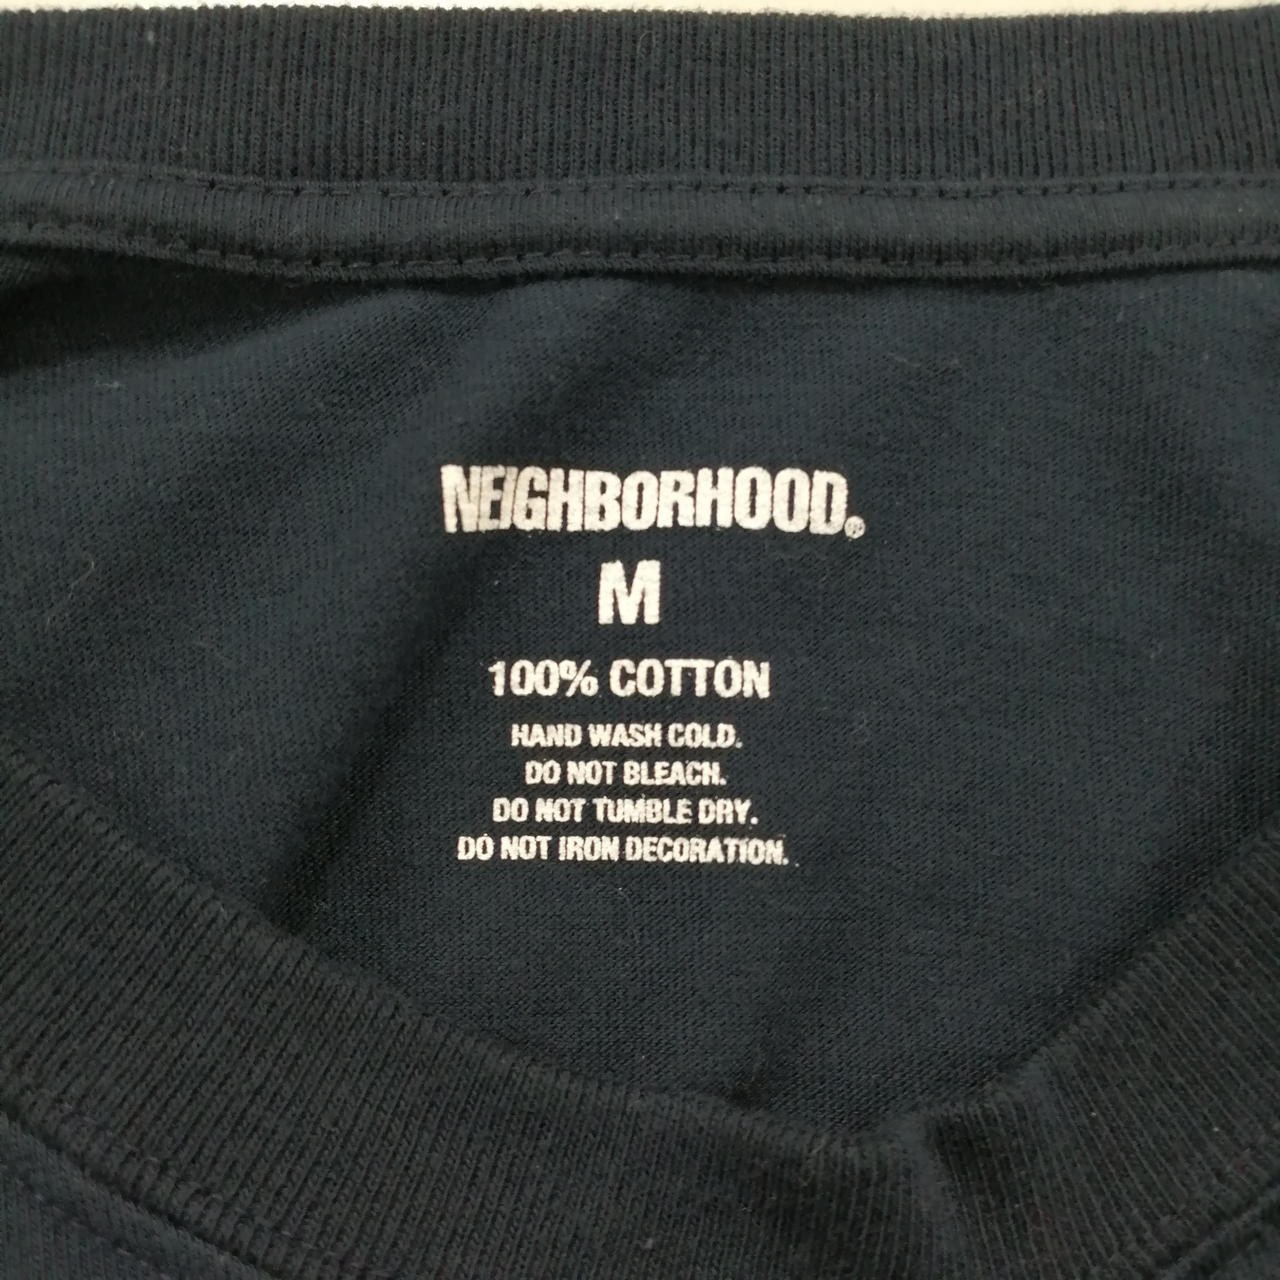 NEIGHBORHOOD®
M
100% COTTON
HAND WASH COLD.
DO NOT BLEACH.
DO NOT TUMBLE DRY.
DO NOT IRON DECORATION.